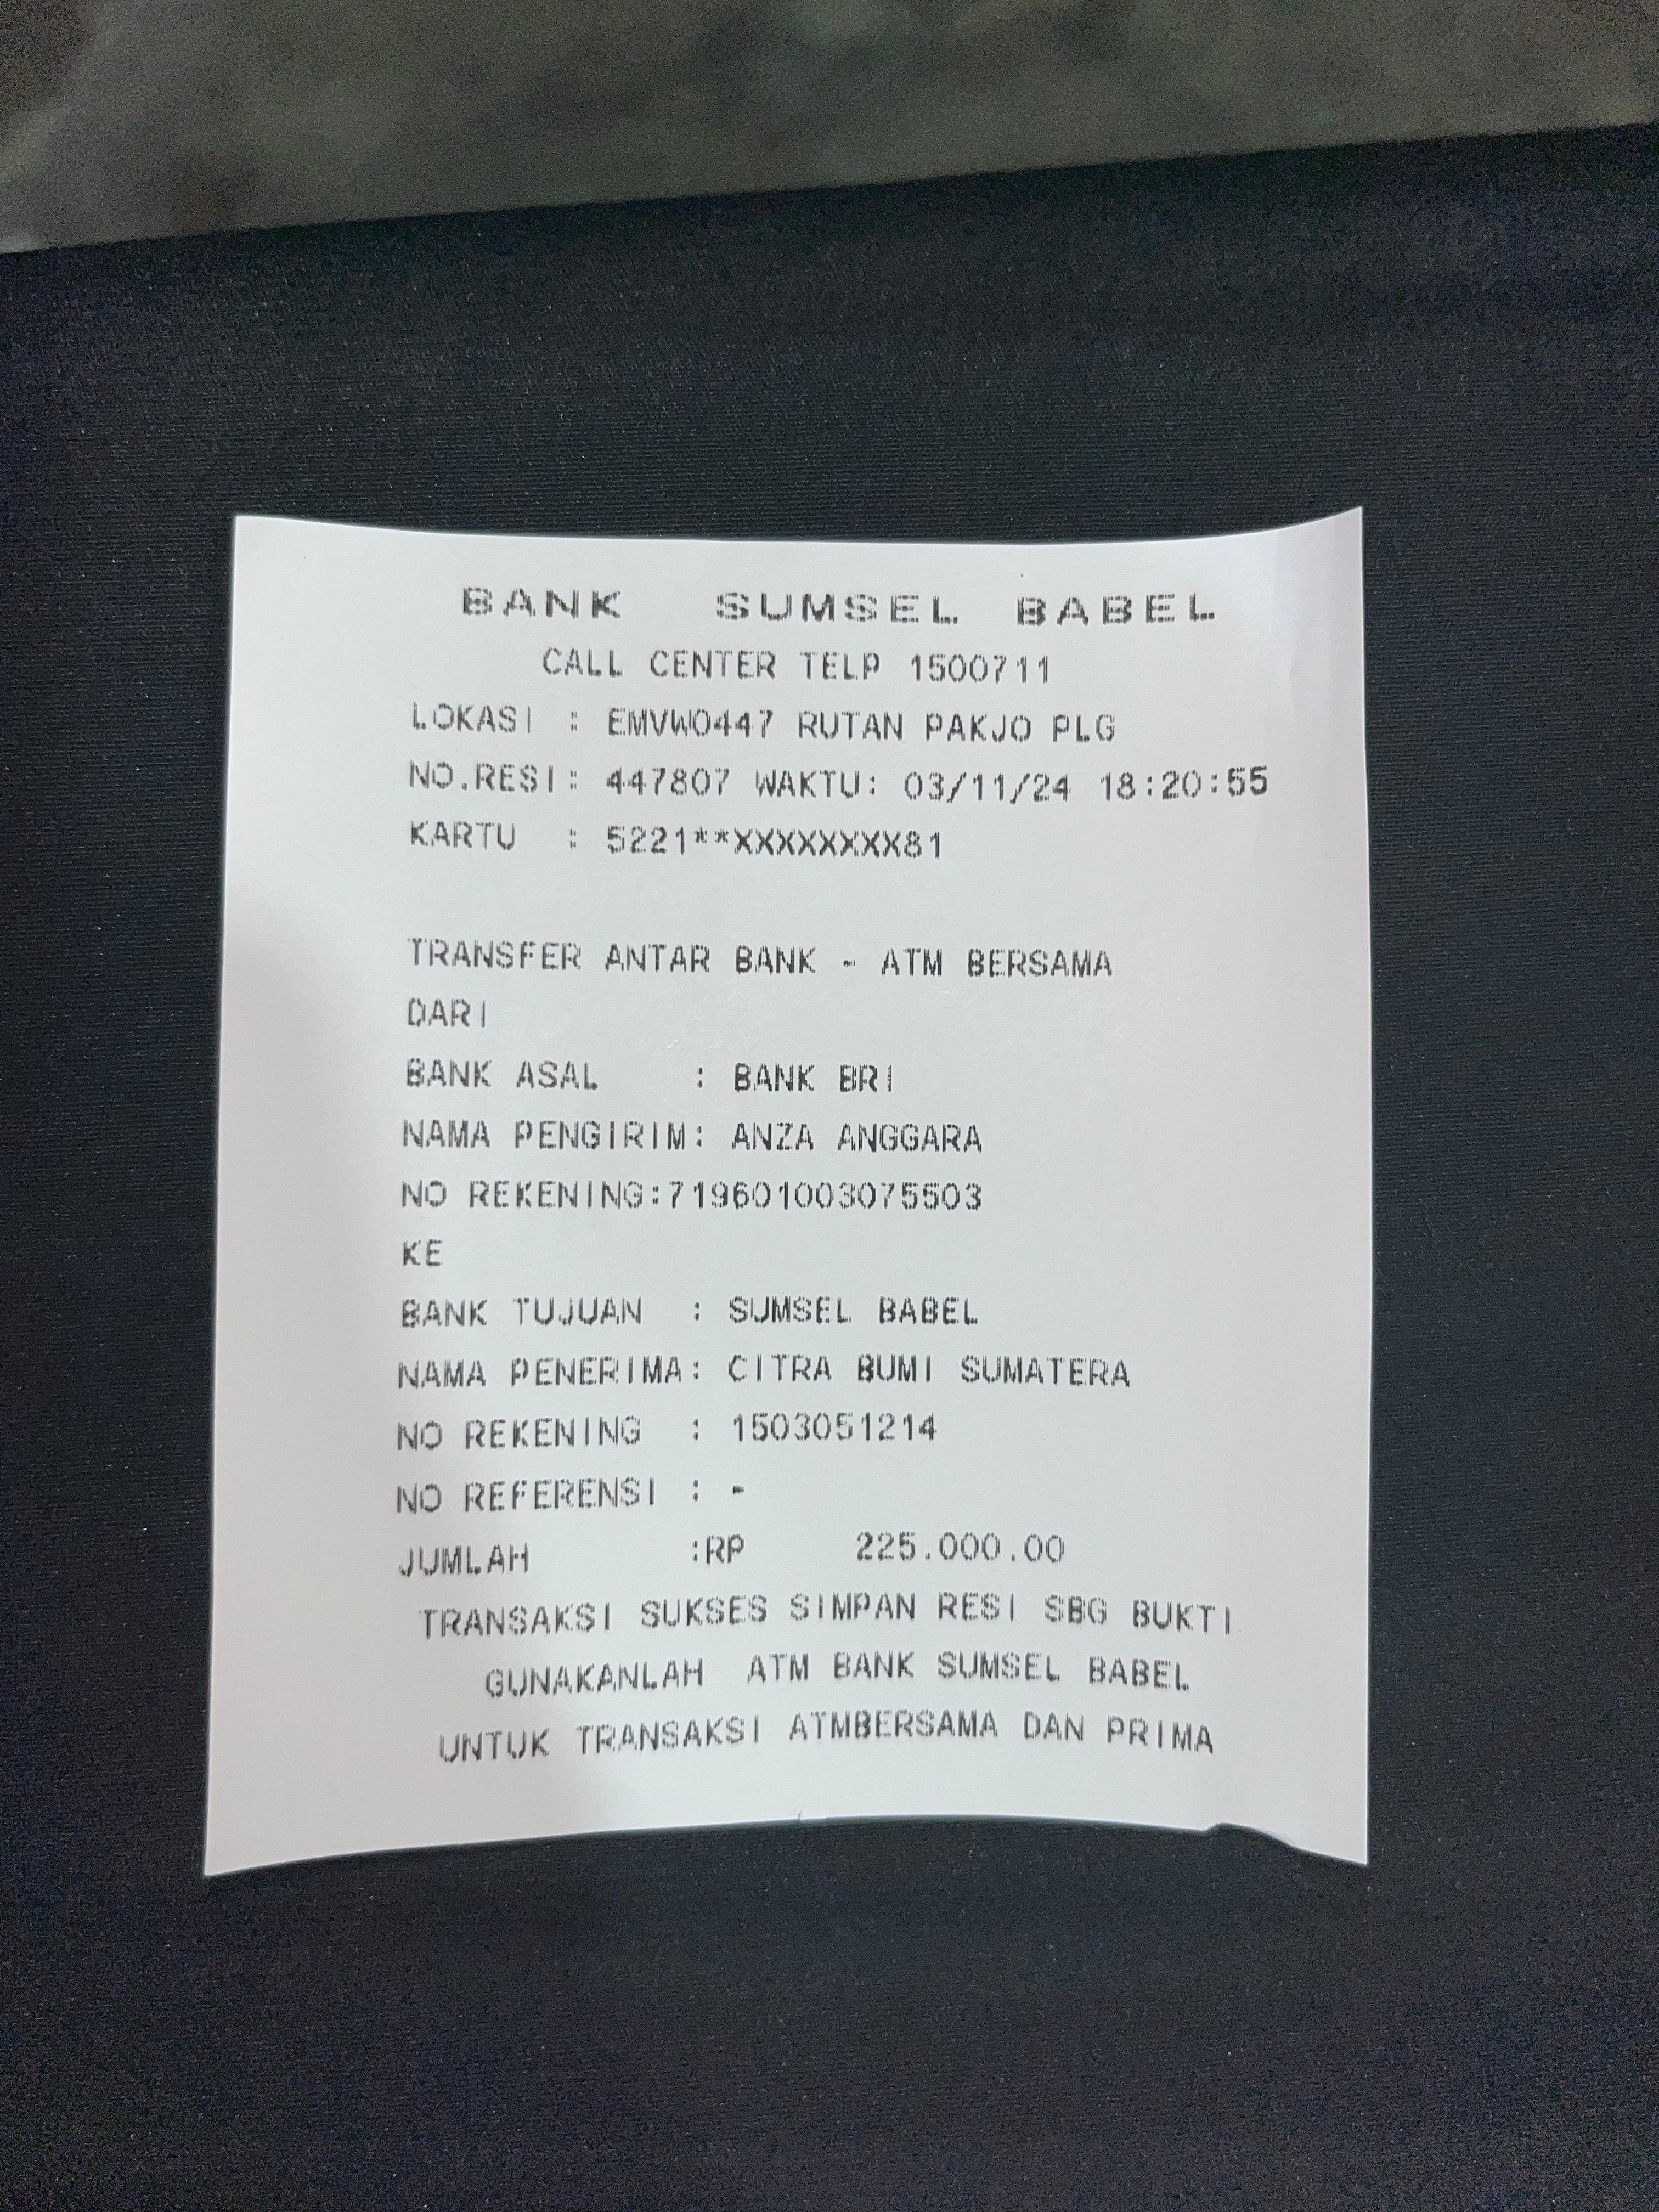 BANK SUMSEL BABEL
CALL CENTER TELP 1500711
LOKASI : EMVW0447 RUTAN PAKJO PLG
NO.RESI: 447807 WAKTU: 03/11/24 18:20:55
KARTU : 5221**XXXXXXXX81
TRANSFER ANTAR BANK - ATM BERSAMA
DARI
BANK ASAL : BANK BRI
NAMA PENGIRIM: ANZA ANGGARA
NO REKENING:719601003075503
KE
BANK TUJUAN : SUMSEL BABEL
NAMA PENERIMA: CITRA BUMI SUMATERA
NO REKENING : 1503051214
NO REFERENSI : -
JUMLAH :RP 225.000.00
TRANSAKSI SUKSES SIMPAN RESI SBG BUKTI
GUNAKANLAH ATM BANK SUMSEL BABEL
UNTUK TRANSAKSI ATMBERSAMA DAN PRIMA